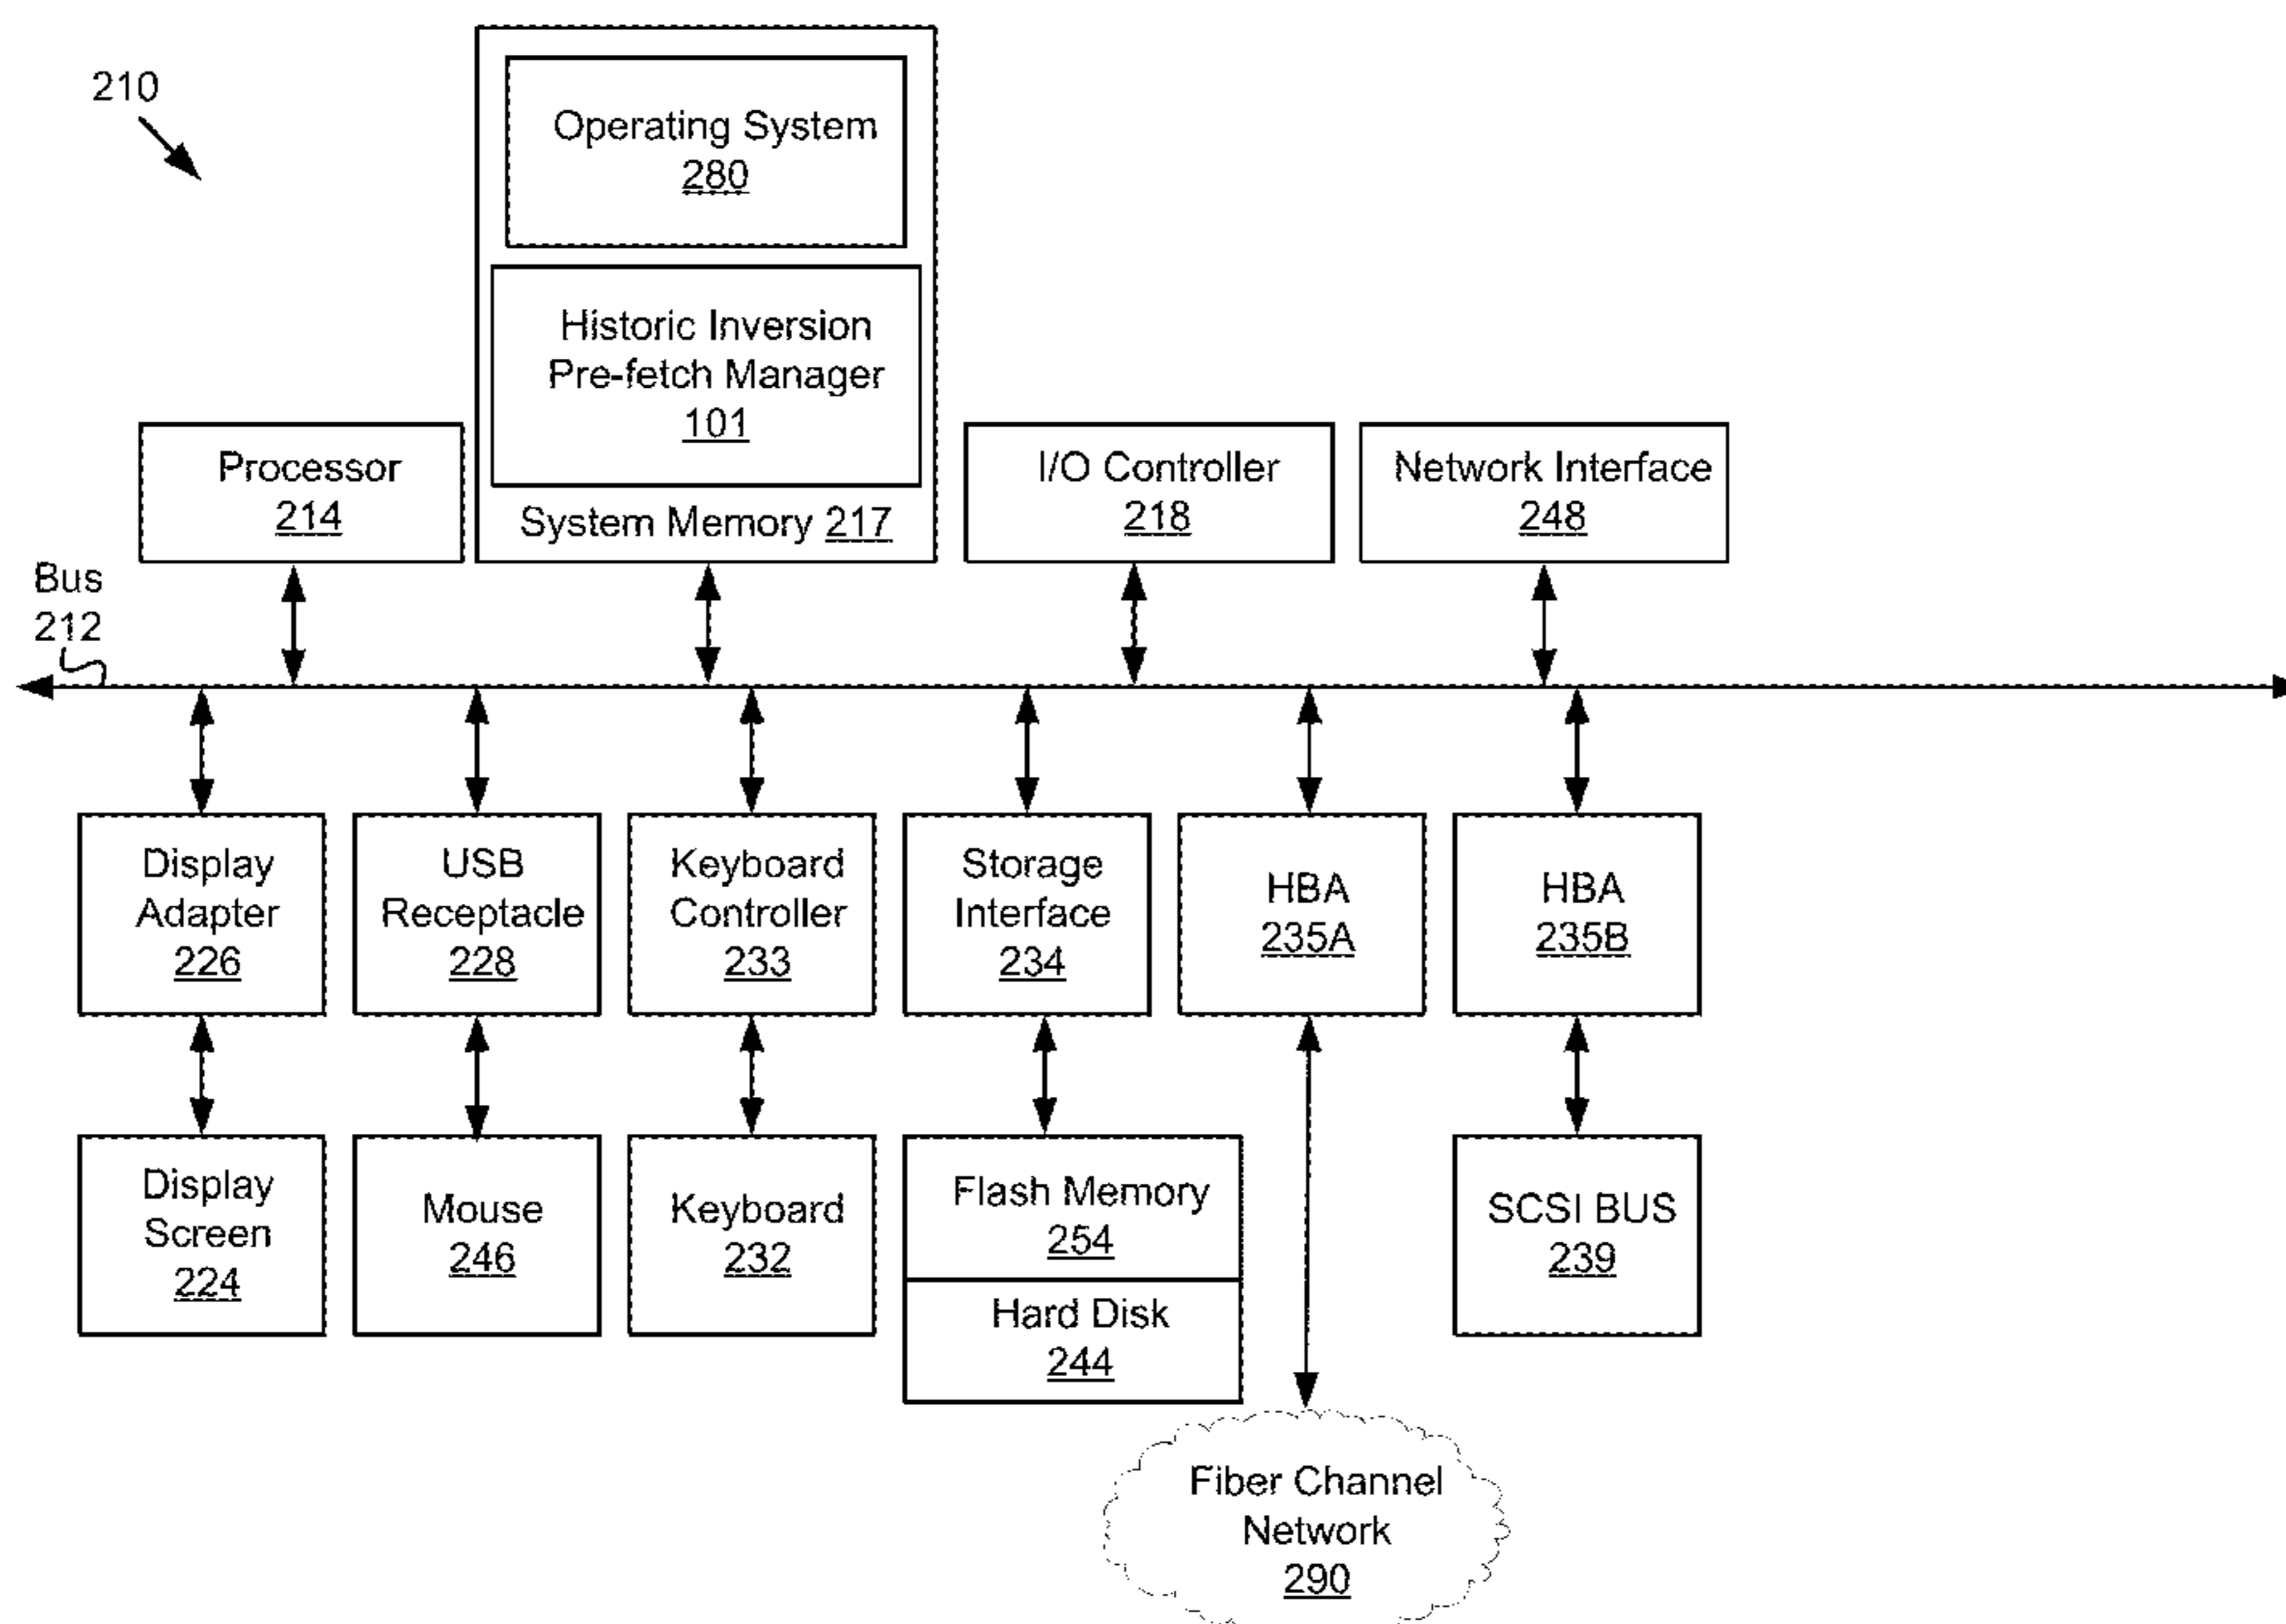 210
Operating System
280
Historic Inversion
Pre-fetch Manager
101
System Memory 217
Processor
214
I/O Controller
218
Network Interface
248
Bus
212
Display
Adapter
226
USB
Receptacle
228
Keyboard
Controller
233
Storage
Interface
234
HBA
235A
HBA
235B
Display
Screen
224
Mouse
246
Keyboard
232
Flash Memory
254
Hard Disk
244
SCSI BUS
239
Fiber Channel
Network
290